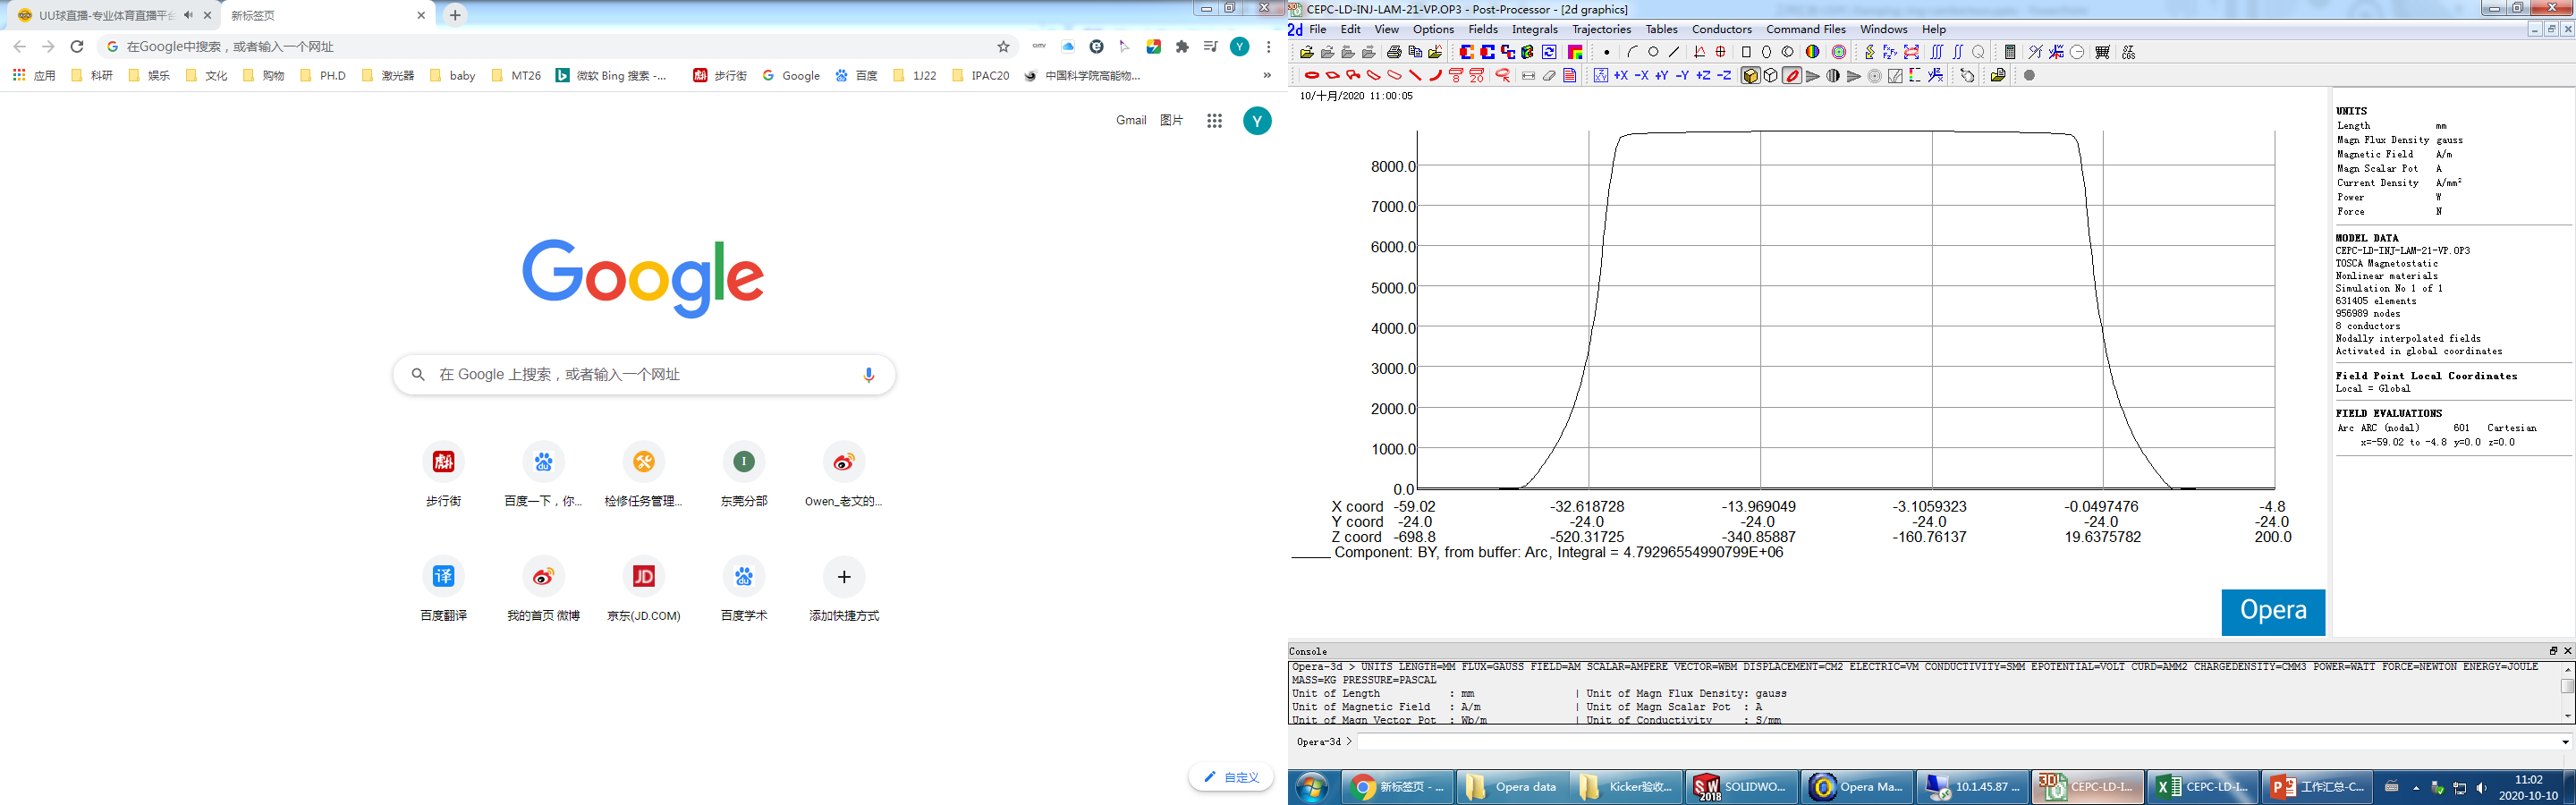 UU球直播-专业体育直播平台
新标签页
在Google中搜索，或者输入一个网址
应用 科研 娱乐 文化 购物 PH.D 激光器 baby MT26 微软 Bing 搜索 -... 步行街 Google 百度 1J22 IPAC20 中国科学院高能物...
Gmail 图片 Y
Google
在 Google 上搜索，或者输入一个网址
步行街 百度一下，你... 检修任务管理... 东莞分部 Owen_老文的...
百度翻译 我的首页 微博 京东(JD.COM) 百度学术 添加快捷方式
自定义
CEPC-LD-INJ-LAM-21-VP.OP3 - Post-Processor - [2d graphics]
2d File Edit View Options Fields Integrals Trajectories Tables Conductors Command Files Windows Help
+X -X +Y -Y +Z -Z
10/十月/2020 11:00:05
8000.0
7000.0
6000.0
5000.0
4000.0
3000.0
2000.0
1000.0
0.0
X coord -59.02 -32.618728 -13.969049 -3.1059323 -0.0497476 -4.8
Y coord -24.0 -24.0 -24.0 -24.0 -24.0 -24.0
Z coord -698.8 -520.31725 -340.85887 -160.76137 19.6375782 200.0
Component: BY, from buffer: Arc, Integral = 4.79296554990799E+06
Opera
UNITS
Length mm
Magn Flux Density gauss
Magnetic Field A/m
Magn Scalar Pot A
Current Density A/mm²
Power W
Force N
MODEL DATA
CEPC-LD-INJ-LAM-21-VP.OP3
TOSCA Magnetostatic
Nonlinear materials
Simulation No 1 of 1
631405 elements
956989 nodes
8 conductors
Nodally interpolated fields
Activated in global coordinates
Field Point Local Coordinates
Local = Global
FIELD EVALUATIONS
Arc ARC (nodal) 601 Cartesian
x=-59.02 to -4.8 y=0.0 z=0.0
Console
Opera-3d > UNITS LENGTH=MM FLUX=GAUSS FIELD=AM SCALAR=AMPERE VECTOR=WBM DISPLACEMENT=CM2 ELECTRIC=VM CONDUCTIVITY=SMM EPOTENTIAL=VOLT CURD=AMM2 CHARGEDENSITY=CMM3 POWER=WATT FORCE=NEWTON ENERGY=JOULE
MASS=KG PRESSURE=PASCAL
Unit of Length : mm | Unit of Magn Flux Density: gauss
Unit of Magnetic Field : A/m | Unit of Magn Scalar Pot : A
Unit of Magn Vector Pot : Wb/m | Unit of Conductivity : S/mm
Opera-3d >
新标签页 - ... Opera data Kicker验收... SOLIDWO... Opera Ma... 10.1.45.87 ... CEPC-LD-I... CEPC-LD-I... 工作汇总-C...
11:02
2020-10-10